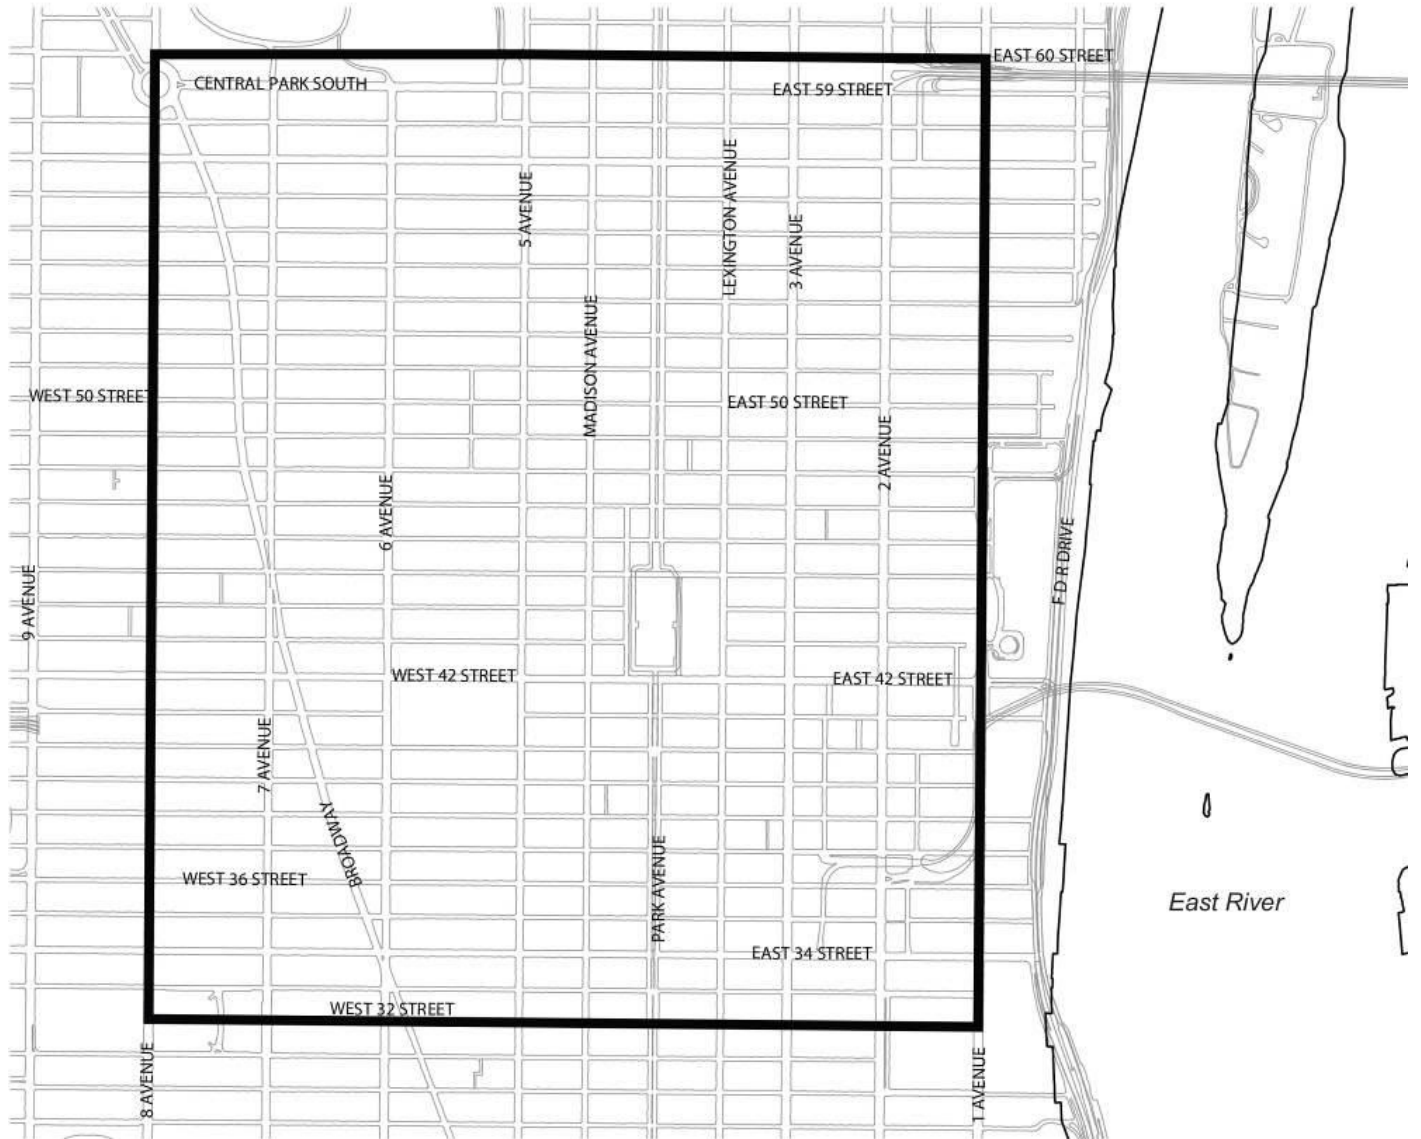 EAST 60 STREET
CENTRAL PARK SOUTH
EAST 59 STREET
LEXINGTON AVENUE
5 AVENUE
3 AVENUE
MADISON AVENUE
WEST 50 STREET
EAST 50 STREET
2 AVENUE
6 AVENUE
F D R DRIVE
9 AVENUE
WEST 42 STREET
EAST 42 STREET
7 AVENUE
BROADWAY
PARK AVENUE
WEST 36 STREET
East River
EAST 34 STREET
WEST 32 STREET
8 AVENUE
1 AVENUE